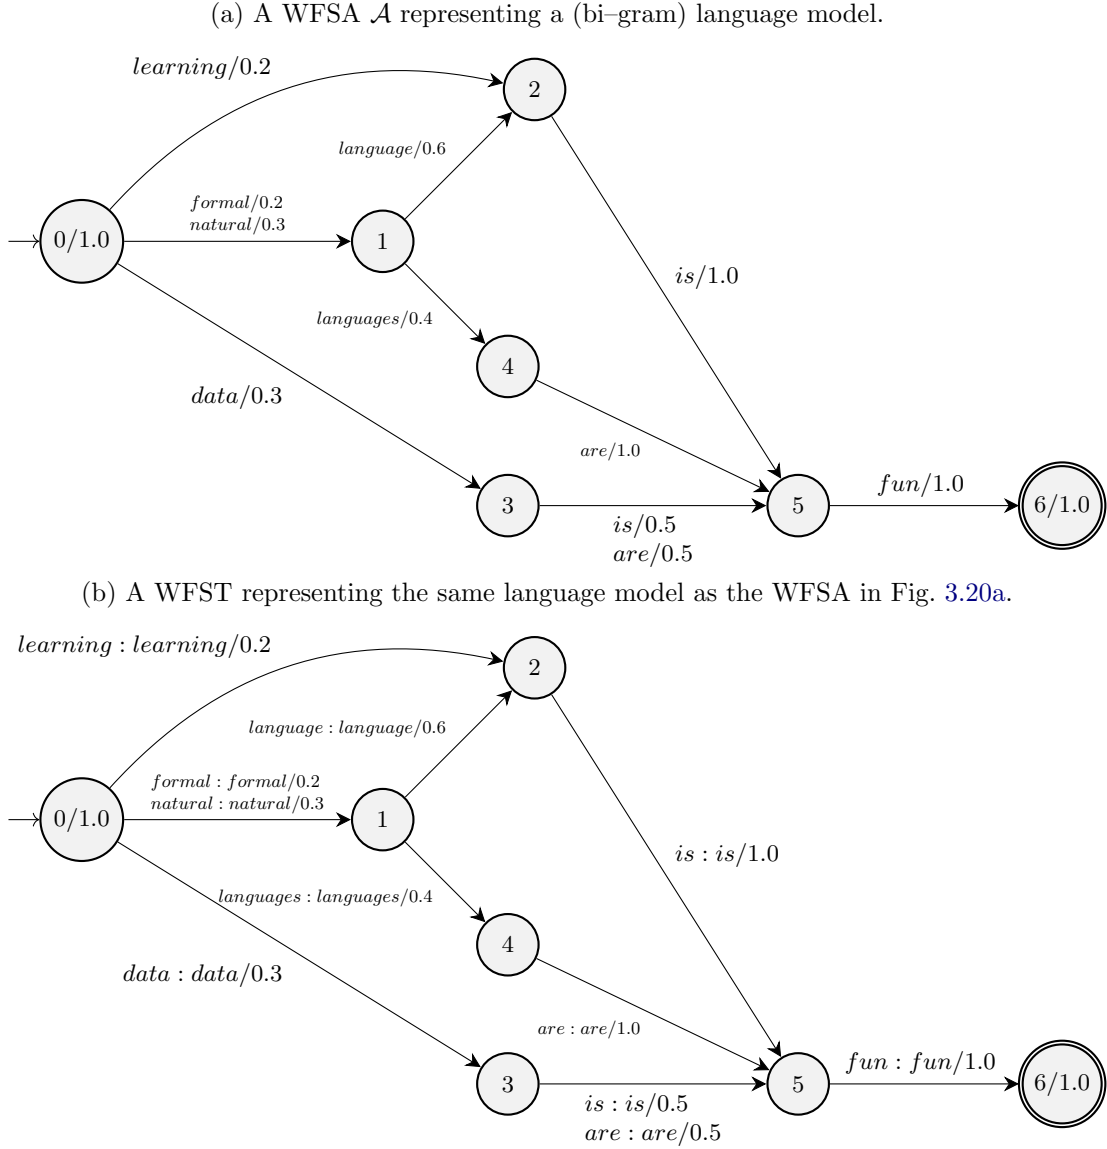 (a) A WFSA 𝒜 representing a (bi–gram) language model.
learning/0.2
2
language/0.6
formal/0.2
natural/0.3
0/1.0
1
is/1.0
languages/0.4
4
data/0.3
are/1.0
3
is/0.5
are/0.5
5
fun/1.0
6/1.0
(b) A WFST representing the same language model as the WFSA in Fig. 3.20a.
learning : learning/0.2
2
language : language/0.6
formal : formal/0.2
natural : natural/0.3
0/1.0
1
is : is/1.0
languages : languages/0.4
4
data : data/0.3
are : are/1.0
3
is : is/0.5
are : are/0.5
5
fun : fun/1.0
6/1.0